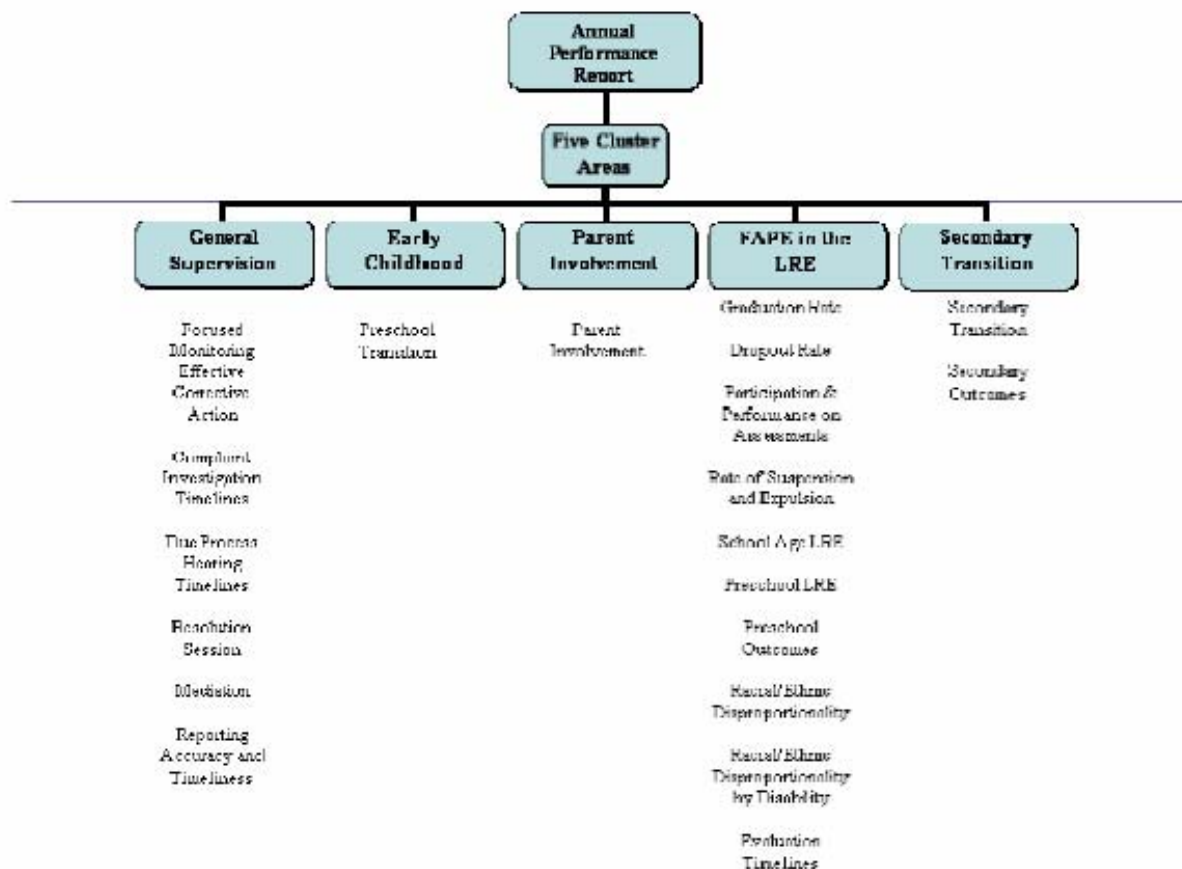 Annual
Performance
Report
Five Cluster
Areas
General
Supervision
Focused
Monitoring
Effective
Corrective
Action
Complaint
Investigation
Timelines
Due Process
Hearing
Timelines
Resolution
Session
Mediation
Reporting
Accuracy and
Timeliness
Early
Childhood
Preschool
Transition
Parent
Involvement
Parent
Involvement
FAPE in the
LRE
Graduation Rate
Dropout Rate
Participation &
Performance on
Assessments
Rate of Suspension
and Expulsion
School Age LRE
Preschool LRE
Preschool
Outcomes
Racial/Ethnic
Disproportionality
Racial/Ethnic
Disproportionality
by Disability
Evaluation
Timelines
Secondary
Transition
Secondary
Transition
Secondary
Outcomes